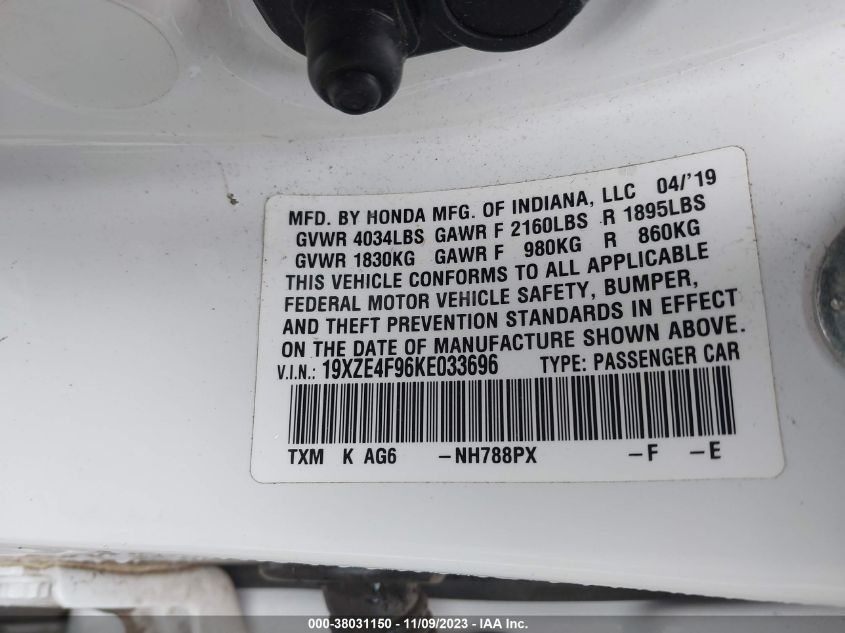 MFD. BY HONDA MFG. OF INDIANA, LLC 04/'19
GVWR 4034LBS GAWR F 2160LBS R 1895LBS
GVWR 1830KG GAWR F 980KG R 860KG
THIS VEHICLE CONFORMS TO ALL APPLICABLE
FEDERAL MOTOR VEHICLE SAFETY, BUMPER,
AND THEFT PREVENTION STANDARDS IN EFFECT
ON THE DATE OF MANUFACTURE SHOWN ABOVE.
V.I.N.: 19XZE4F96KE033696 TYPE: PASSENGER CAR
TXM K AG6 -NH788PX -F -E
000-38031150 - 11/09/2023 - IAA Inc.